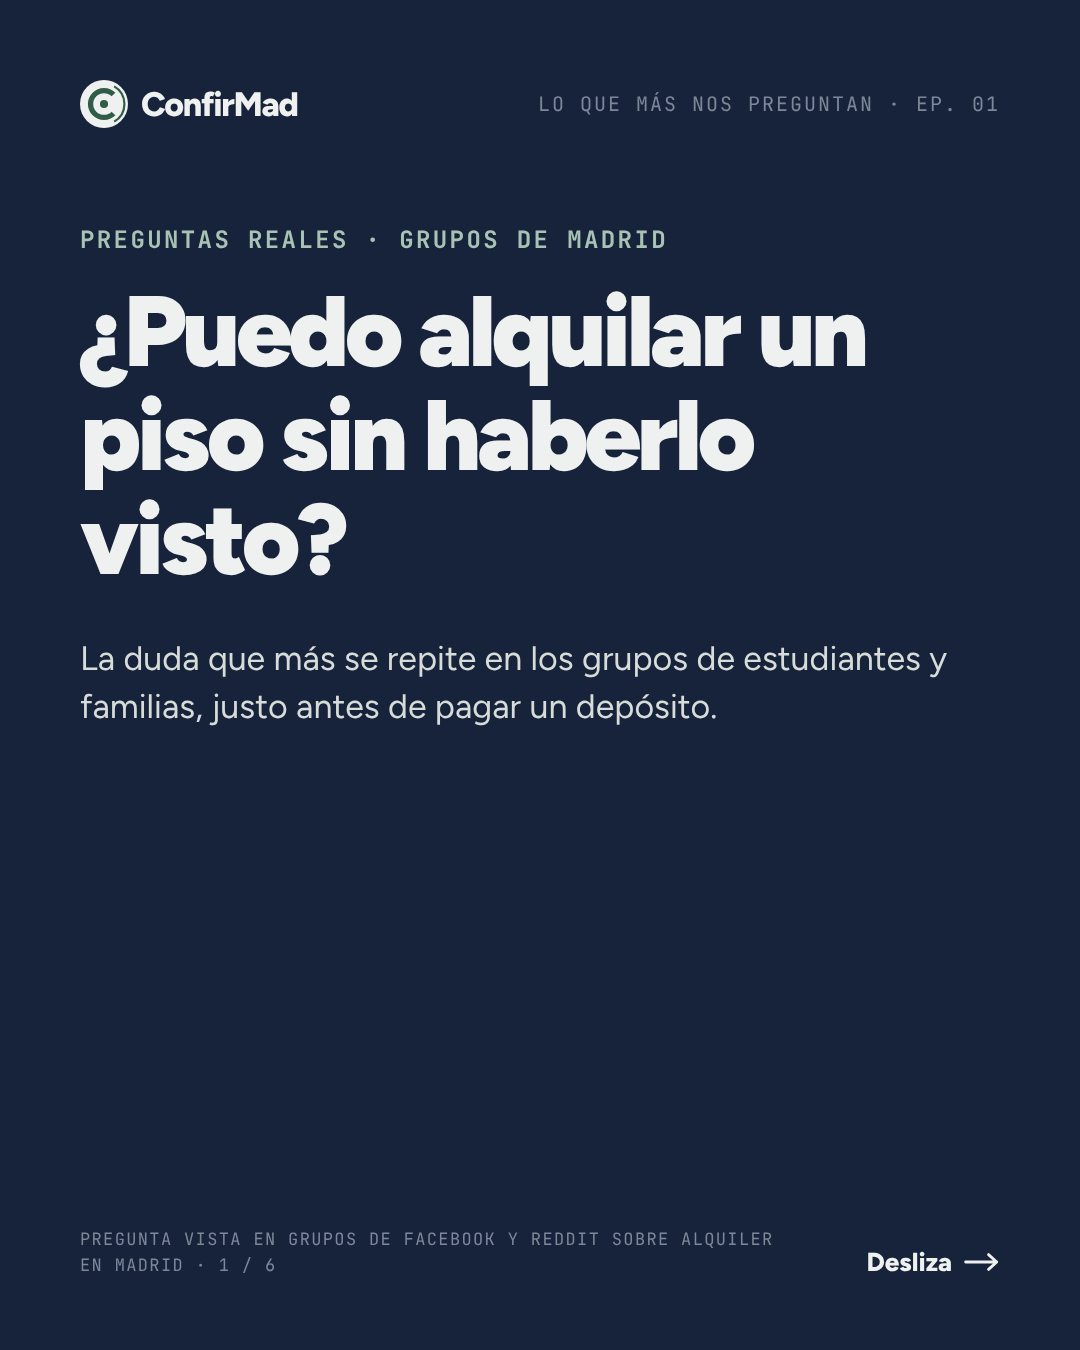 ConfirMad
LO QUE MÁS NOS PREGUNTAN · EP. 01
PREGUNTAS REALES · GRUPOS DE MADRID
¿Puedo alquilar un
piso sin haberlo
visto?
La duda que más se repite en los grupos de estudiantes y
familias, justo antes de pagar un depósito.
PREGUNTA VISTA EN GRUPOS DE FACEBOOK Y REDDIT SOBRE ALQUILER
EN MADRID · 1 / 6
Desliza →